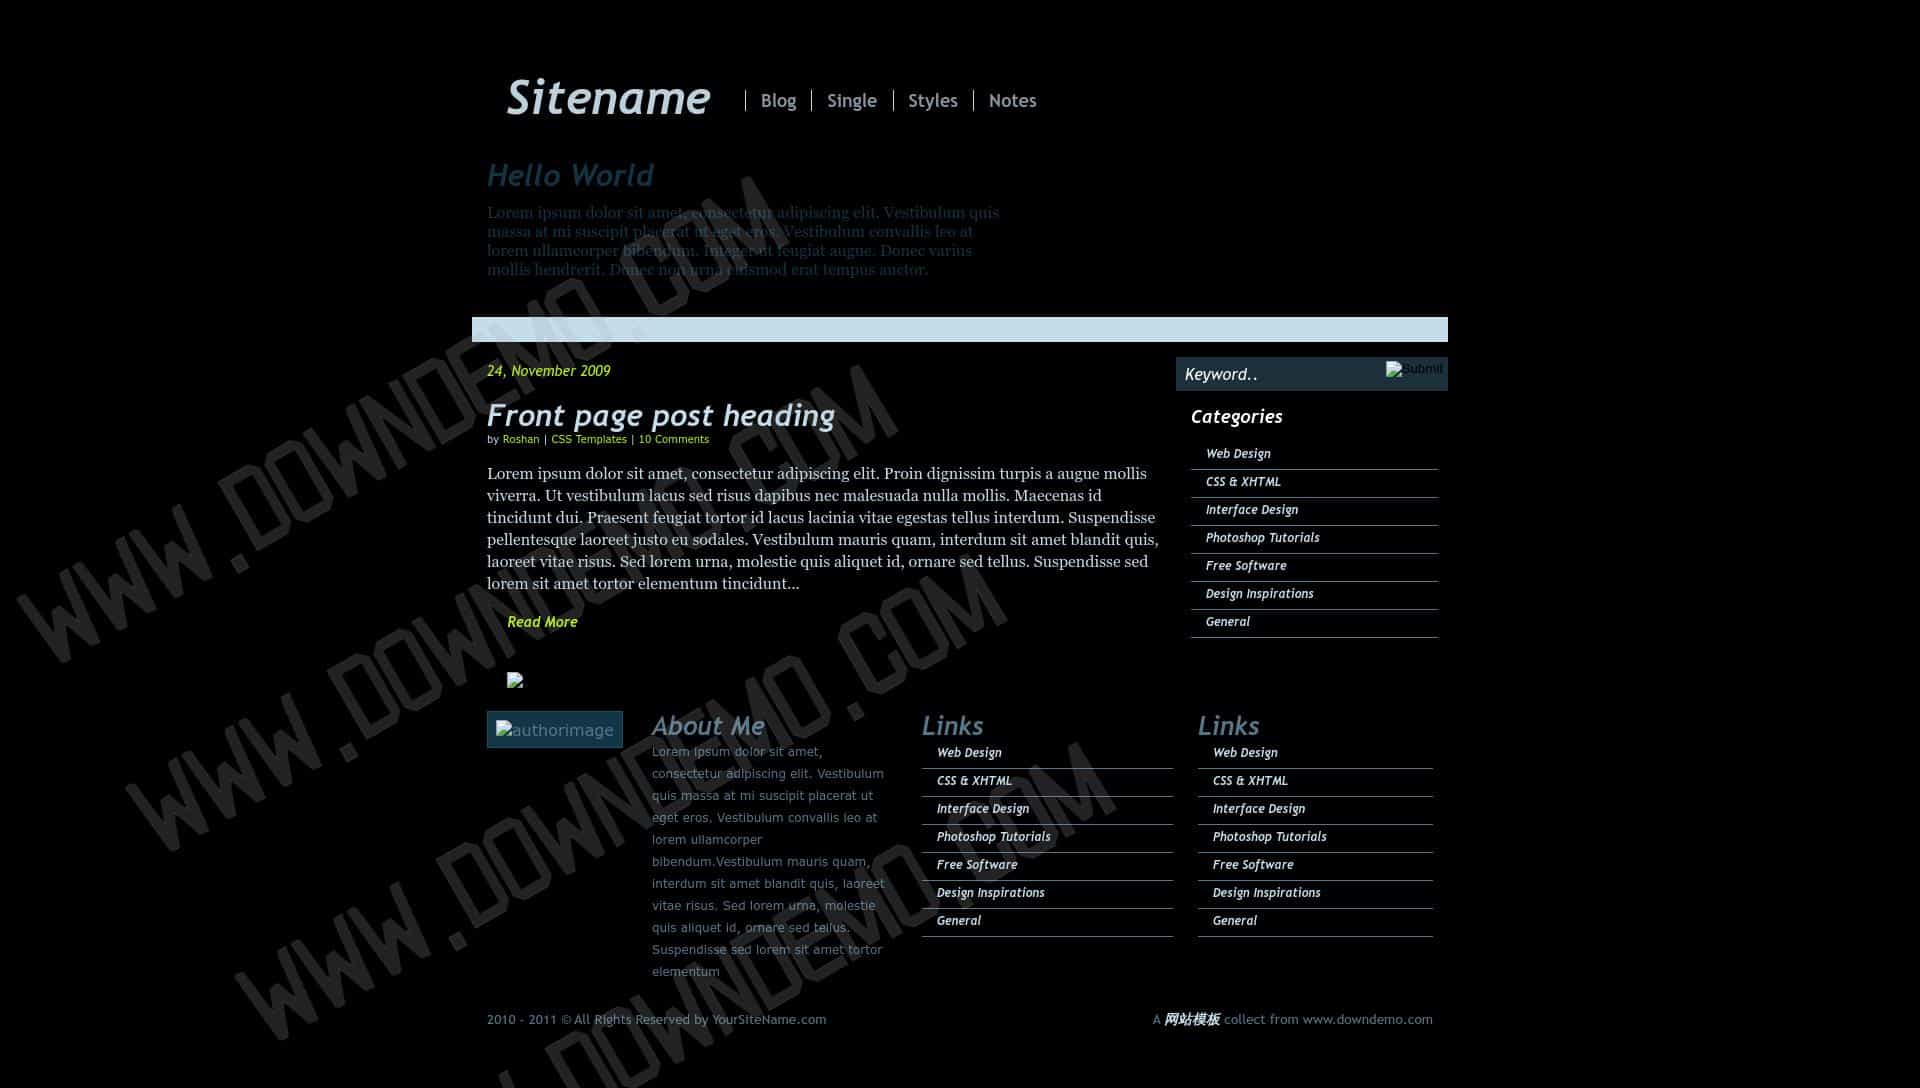 Sitename
Blog
Single
Styles
Notes
Hello World
Lorem ipsum dolor sit amet, consectetur adipiscing elit. Vestibulum quis
massa at mi suscipit placerat ut eget eros. Vestibulum convallis leo at
lorem ullamcorper bibendum. Integer ut feugiat augue. Donec varius
mollis hendrerit. Donec non urna euismod erat tempus auctor.
24, November 2009
Front page post heading
by Roshan | CSS Templates | 10 Comments
Lorem ipsum dolor sit amet, consectetur adipiscing elit. Proin dignissim turpis a augue mollis
viverra. Ut vestibulum lacus sed risus dapibus nec malesuada nulla mollis. Maecenas id
tincidunt dui. Praesent feugiat tortor id lacus lacinia vitae egestas tellus interdum. Suspendisse
pellentesque laoreet justo eu sodales. Vestibulum mauris quam, interdum sit amet blandit quis,
laoreet vitae risus. Sed lorem urna, molestie quis aliquet id, ornare sed tellus. Suspendisse sed
lorem sit amet tortor elementum tincidunt...
Read More
Keyword..
Submit
Categories
Web Design
CSS & XHTML
Interface Design
Photoshop Tutorials
Free Software
Design Inspirations
General
authorimage
About Me
Lorem ipsum dolor sit amet,
consectetur adipiscing elit. Vestibulum
quis massa at mi suscipit placerat ut
eget eros. Vestibulum convallis leo at
lorem ullamcorper
bibendum.Vestibulum mauris quam,
interdum sit amet blandit quis, laoreet
vitae risus. Sed lorem urna, molestie
quis aliquet id, ornare sed tellus.
Suspendisse sed lorem sit amet tortor
elementum
Links
Web Design
CSS & XHTML
Interface Design
Photoshop Tutorials
Free Software
Design Inspirations
General
Links
Web Design
CSS & XHTML
Interface Design
Photoshop Tutorials
Free Software
Design Inspirations
General
2010 - 2011 © All Rights Reserved by YourSiteName.com
A 网站模板 collect from www.downdemo.com
WWW.DOWNDEMO.COM
WWW.DOWNDEMO.COM
WWW.DOWNDEMO.COM
W.DOWNDEMO.COM